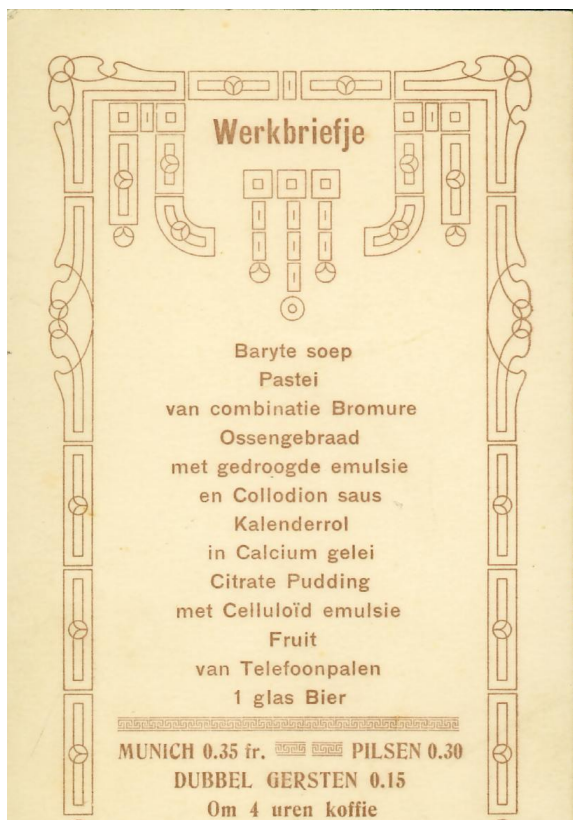 Werkbriefje
Baryte soep
Pastei
van combinatie Bromure
Ossengebraad
met gedroogde emulsie
en Collodion saus
Kalenderrol
in Calcium gelei
Citrate Pudding
met Celluloïd emulsie
Fruit
van Telefoonpalen
1 glas Bier
MUNICH 0.35 fr. PILSEN 0.30
DUBBEL GERSTEN 0.15
Om 4 uren koffie